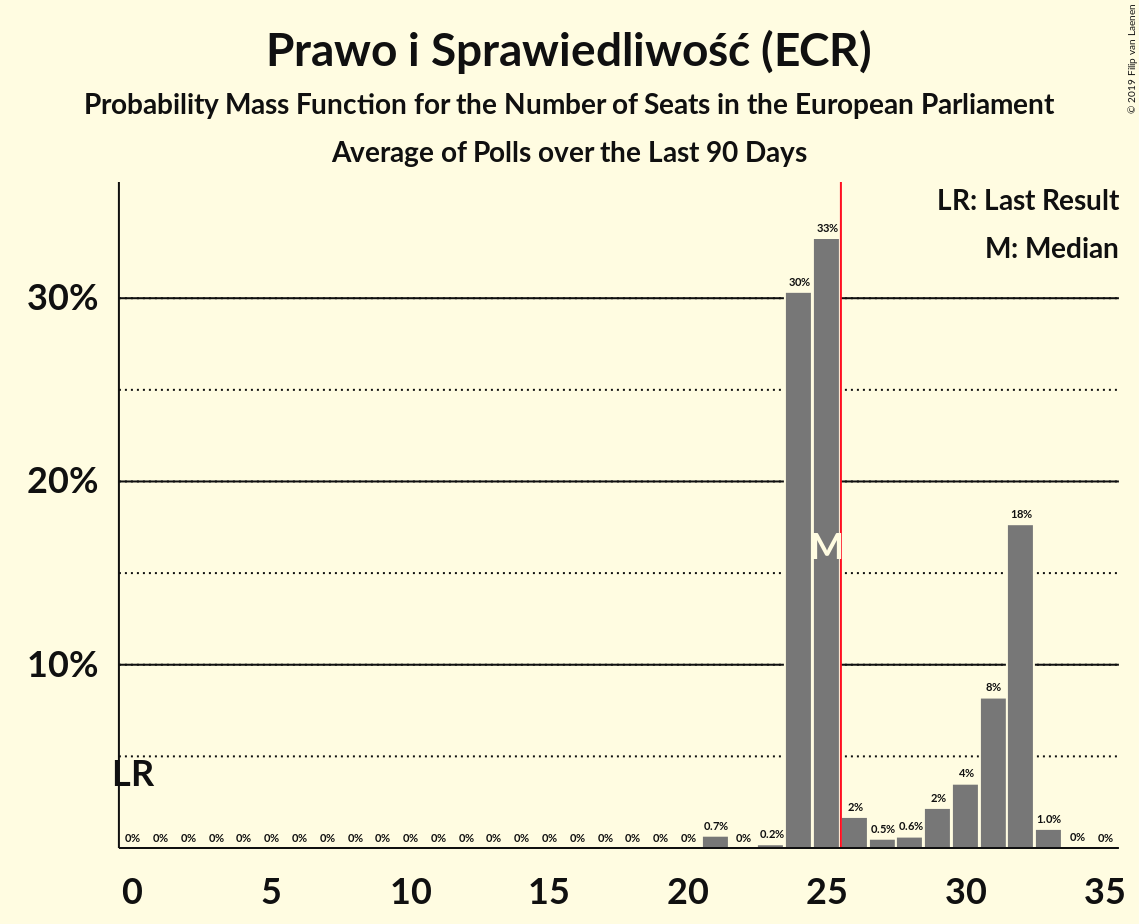 Prawo i Sprawiedliwość (ECR)
Probability Mass Function for the Number of Seats in the European Parliament
Average of Polls over the Last 90 Days
© 2019 Filip van Laenen
LR: Last Result
M: Median
33%
30%
30%
20%
18%
M
10%
8%
LR
4%
2%
2%
0% 0% 0% 0% 0% 0% 0% 0% 0% 0% 0% 0% 0% 0% 0% 0% 0% 0% 0% 0% 0% 0.7% 0% 0.2% 0.5% 0.6% 1.0% 0% 0%
0 5 10 15 20 25 30 35